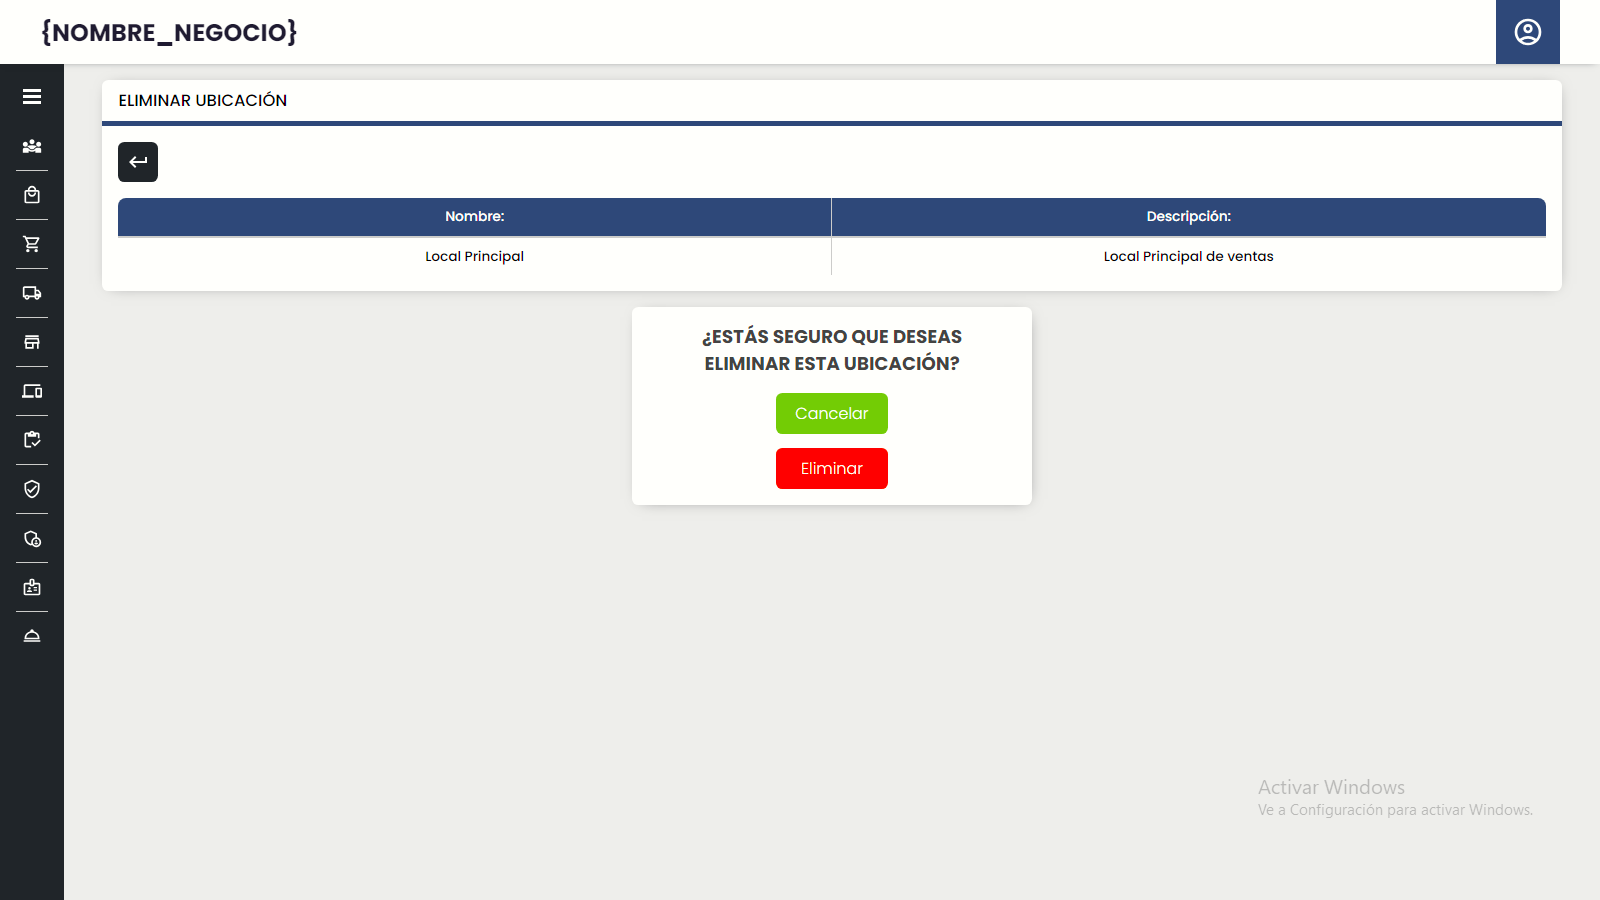 {NOMBRE_NEGOCIO}
ELIMINAR UBICACIÓN
Nombre:
Descripción:
Local Principal
Local Principal de ventas
¿ESTÁS SEGURO QUE DESEAS
ELIMINAR ESTA UBICACIÓN?
Cancelar
Eliminar
Activar Windows
Ve a Configuración para activar Windows.